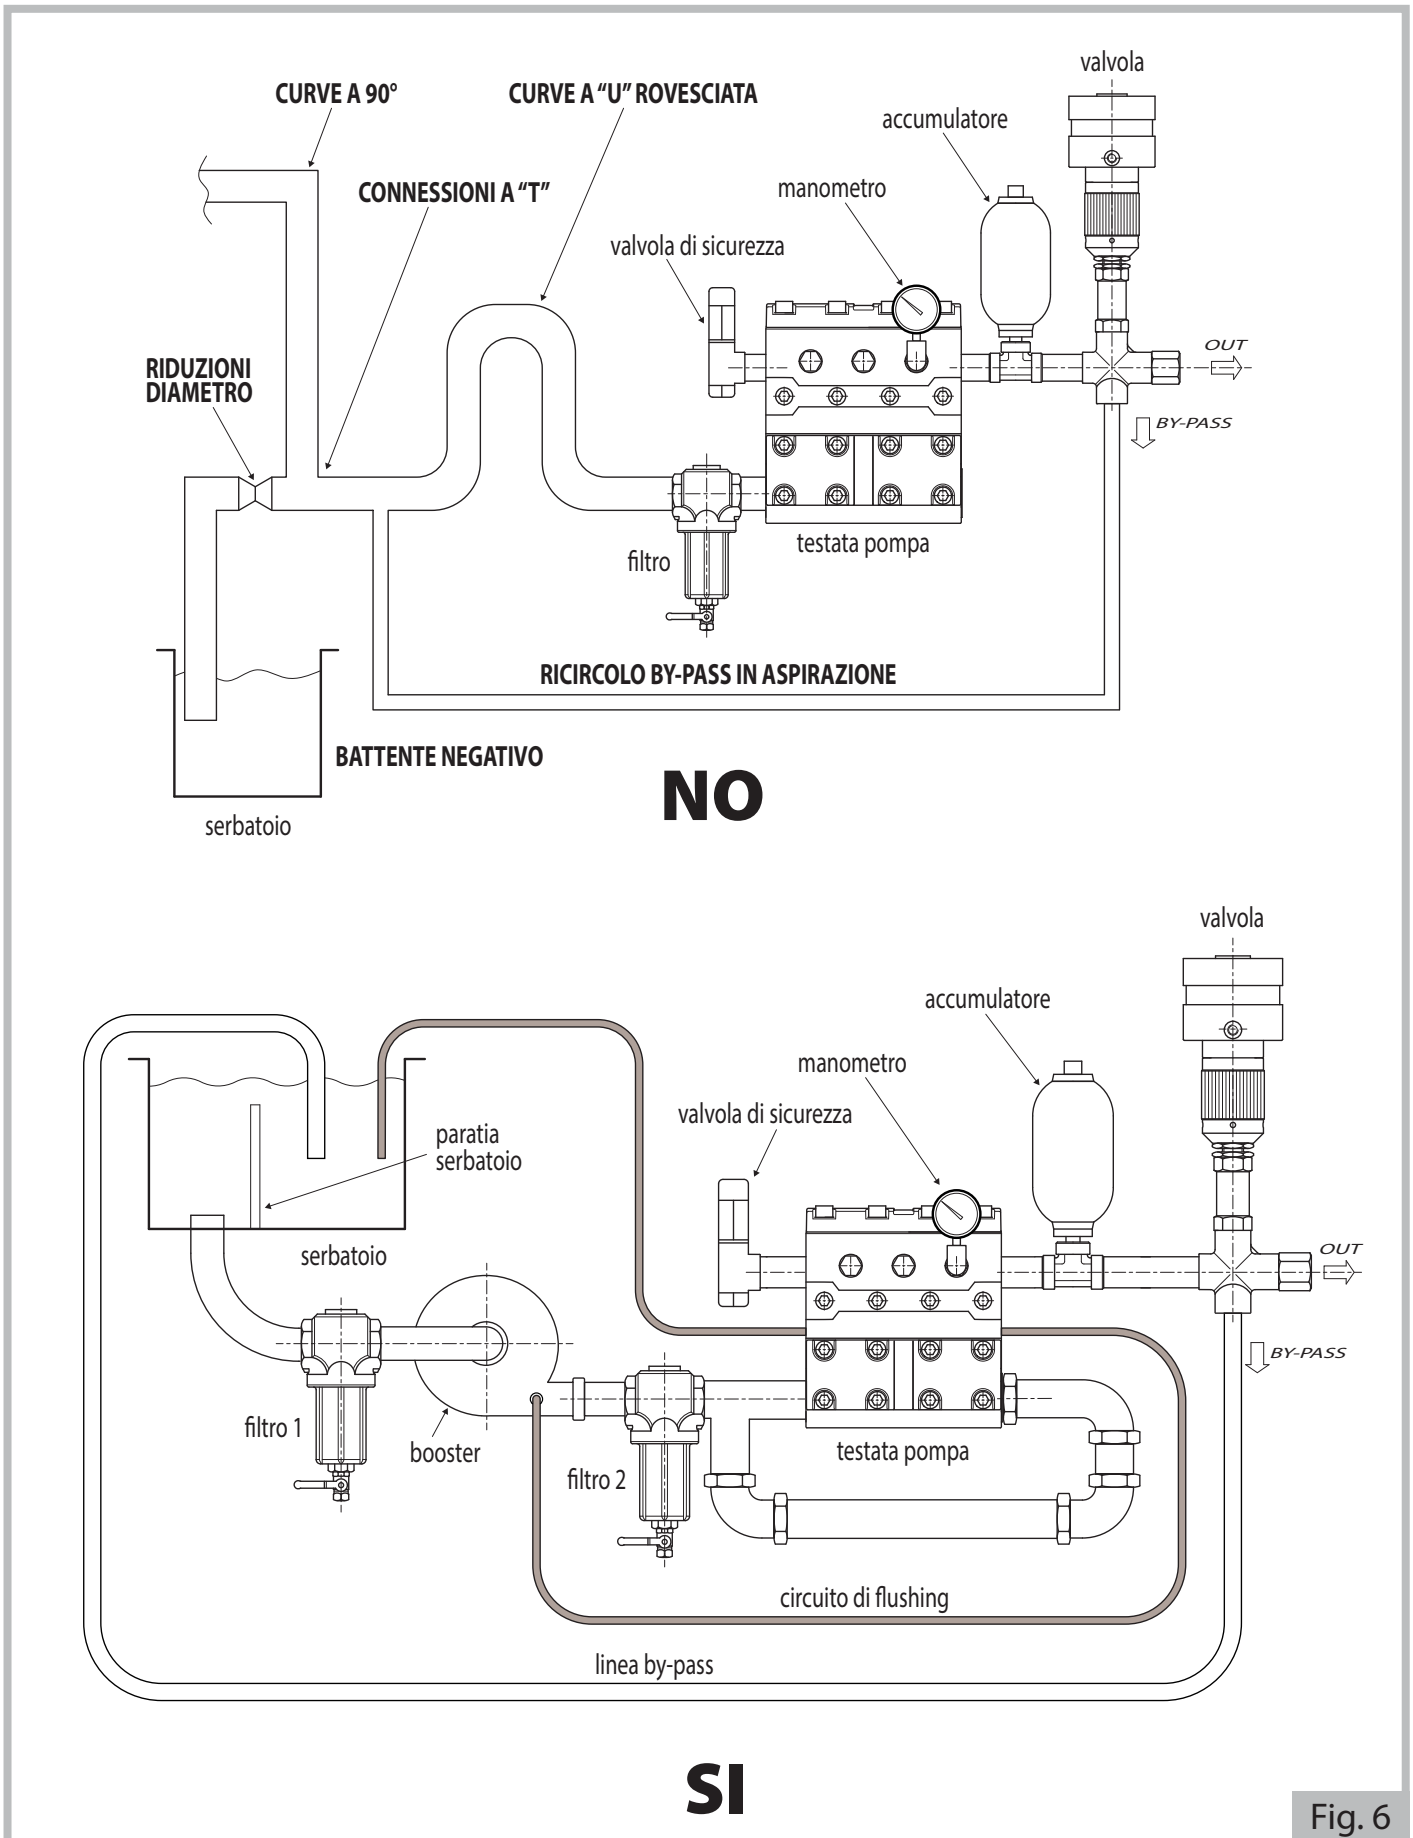 valvola
CURVE A 90°
CURVE A “U” ROVESCIATA
accumulatore
manometro
CONNESSIONI A “T”
valvola di sicurezza
OUT
RIDUZIONI
DIAMETRO
BY-PASS
testata pompa
filtro
RICIRCOLO BY-PASS IN ASPIRAZIONE
BATTENTE NEGATIVO
NO
serbatoio
valvola
accumulatore
manometro
valvola di sicurezza
paratia
serbatoio
serbatoio
OUT
BY-PASS
filtro 1
booster
testata pompa
filtro 2
circuito di flushing
linea by-pass
SI
Fig. 6